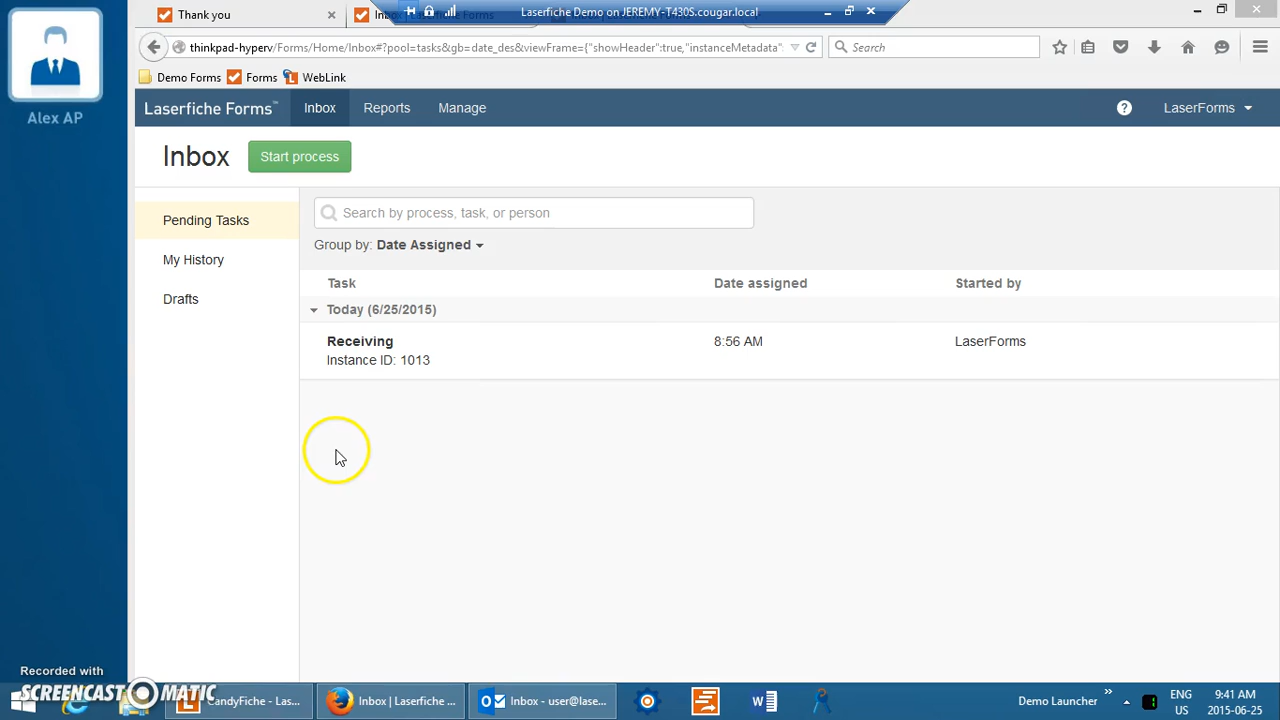 Thank you
Inbox | Laserfiche Forms
Laserfiche Demo on JEREMY-T430S.cougar.local
thinkpad-hyperv/Forms/Home/Inbox#?pool=tasks&gb=date_des&viewFrame={"showHeader":true,"instanceMetadata"
Search
Demo Forms
Forms
WebLink
Alex AP
Laserfiche Forms™
Inbox
Reports
Manage
?
LaserForms
Inbox
Start process
Pending Tasks
My History
Drafts
Search by process, task, or person
Group by: Date Assigned
Task
Date assigned
Started by
Today (6/25/2015)
Receiving
8:56 AM
LaserForms
Instance ID: 1013
Recorded with
SCREENCAST MATIC
CandyFiche - Las...
Inbox | Laserfiche ...
Inbox - user@lase...
Demo Launcher
ENG
US
9:41 AM
2015-06-25